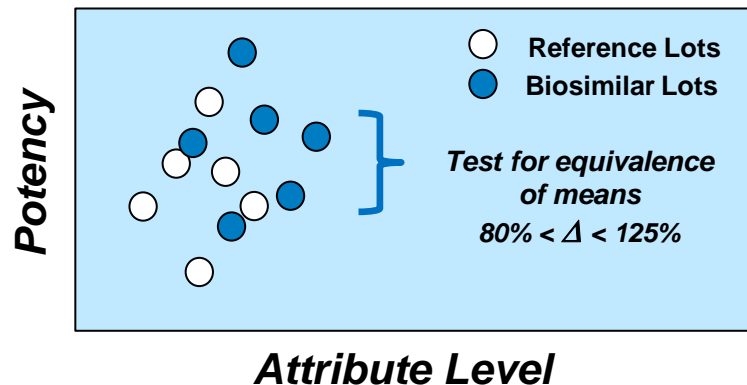 Potency
Reference Lots
Biosimilar Lots
Test for equivalence
of means
80% < Δ < 125%
Attribute Level